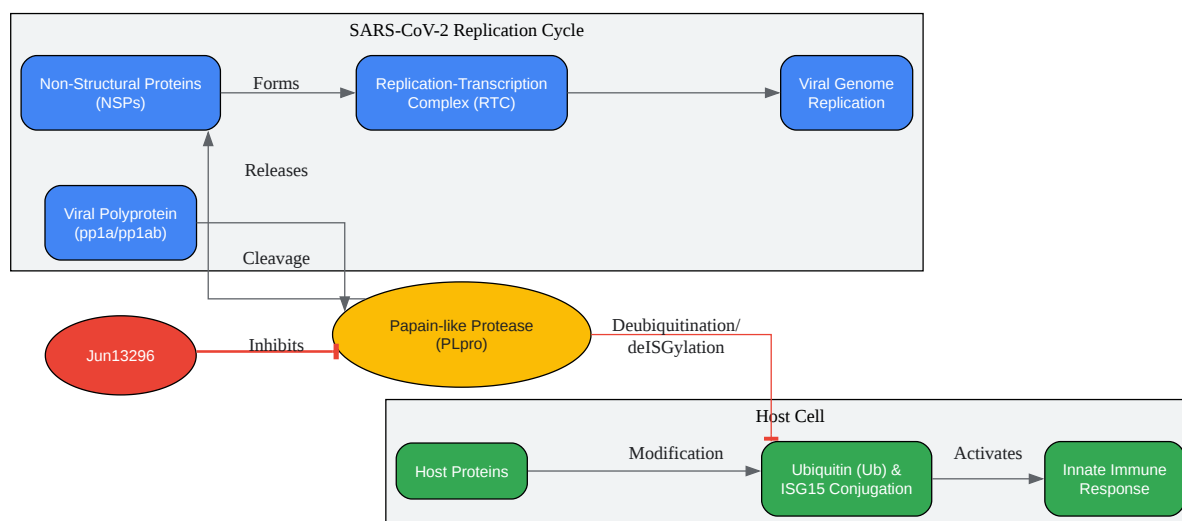 SARS-CoV-2 Replication Cycle
Non-Structural Proteins
(NSPs)
Forms
Replication-Transcription
Complex (RTC)
Viral Genome
Replication
Releases
Viral Polyprotein
(pp1a/pp1ab)
Cleavage
Papain-like Protease
(PLpro)
Jun13296
Inhibits
Deubiquitination/
deISGylation
Host Cell
Host Proteins
Modification
Ubiquitin (Ub) &
ISG15 Conjugation
Activates
Innate Immune
Response